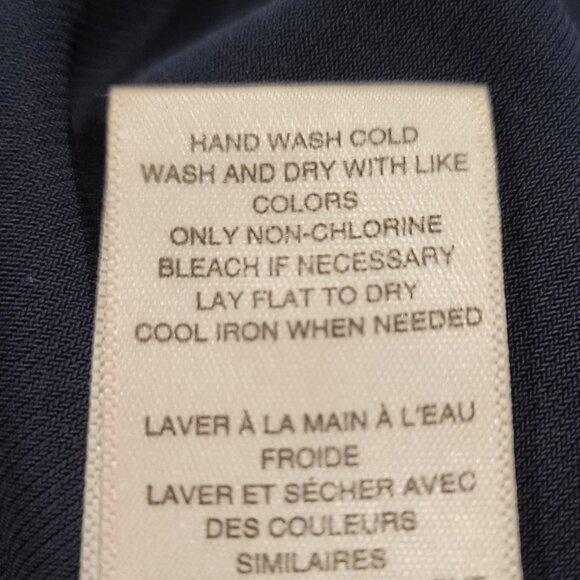 HAND WASH COLD
WASH AND DRY WITH LIKE
COLORS
ONLY NON-CHLORINE
BLEACH IF NECESSARY
LAY FLAT TO DRY
COOL IRON WHEN NEEDED
LAVER À LA MAIN À L'EAU
FROIDE
LAVER ET SÉCHER AVEC
DES COULEURS
SIMILAIRES